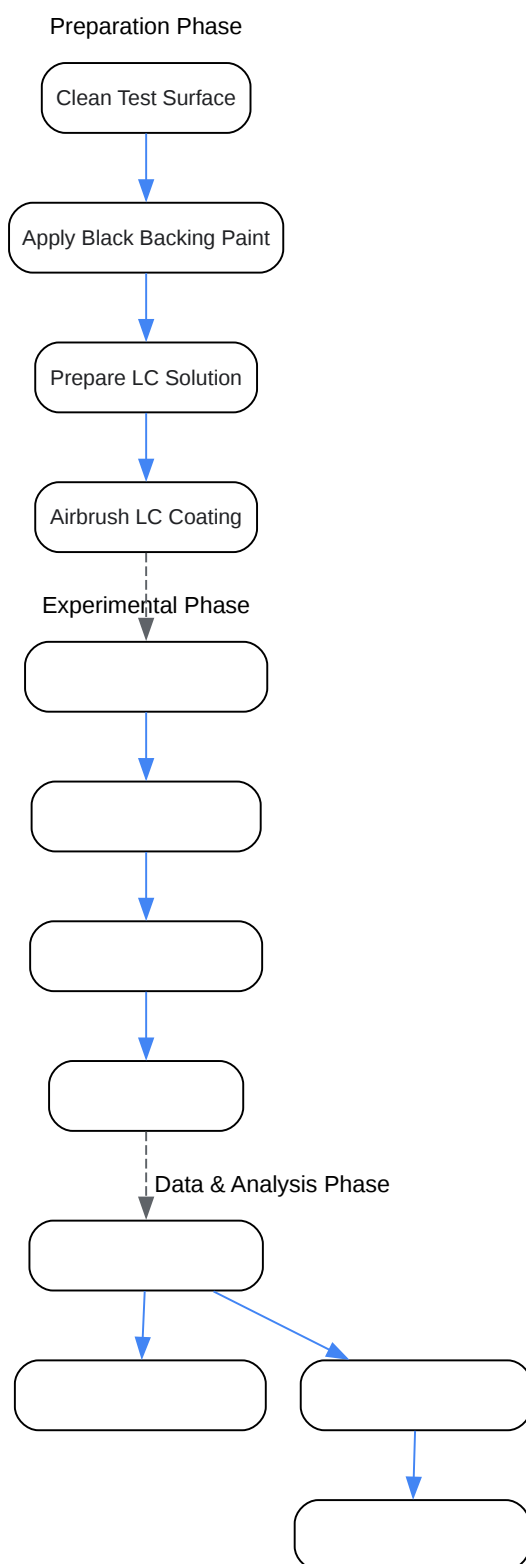 Preparation Phase
Clean Test Surface
Apply Black Backing Paint
Prepare LC Solution
Airbrush LC Coating
Experimental Phase
Data & Analysis Phase